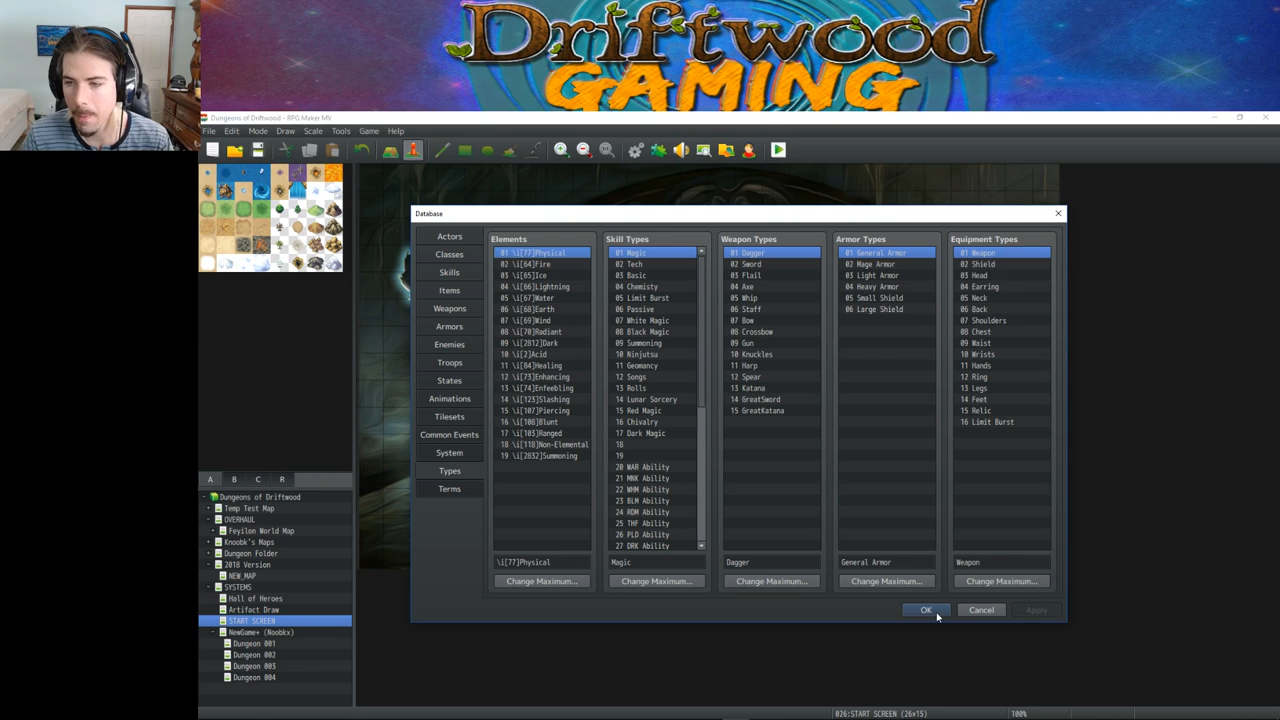 Driftwood
GAMING
Dungeons of Driftwood - RPG Maker MV
File Edit Mode Draw Scale Tools Game Help
Database
Actors
Classes
Skills
Items
Weapons
Armors
Enemies
Troops
States
Animations
Tilesets
Common Events
System
Types
Terms
Elements
01 \i[77]Physical
02 \i[64]Fire
03 \i[65]Ice
04 \i[66]Lightning
05 \i[67]Water
06 \i[68]Earth
07 \i[69]Wind
08 \i[70]Radiant
09 \i[2812]Dark
10 \i[2]Acid
11 \i[84]Healing
12 \i[73]Enhancing
13 \i[74]Enfeebling
14 \i[123]Slashing
15 \i[107]Piercing
16 \i[108]Blunt
17 \i[103]Ranged
18 \i[118]Non-Elemental
19 \i[2832]Summoning
\i[77]Physical
Change Maximum...
Skill Types
01 Magic
02 Tech
03 Basic
04 Chemisty
05 Limit Burst
06 Passive
07 White Magic
08 Black Magic
09 Summoning
10 Ninjutsu
11 Geomancy
12 Songs
13 Rolls
14 Lunar Sorcery
15 Red Magic
16 Chivalry
17 Dark Magic
18
19
20 WAR Ability
21 MNK Ability
22 WHM Ability
23 BLM Ability
24 RDM Ability
25 THF Ability
26 PLD Ability
27 DRK Ability
Magic
Change Maximum...
Weapon Types
01 Dagger
02 Sword
03 Flail
04 Axe
05 Whip
06 Staff
07 Bow
08 Crossbow
09 Gun
10 Knuckles
11 Harp
12 Spear
13 Katana
14 GreatSword
15 GreatKatana
Dagger
Change Maximum...
Armor Types
01 General Armor
02 Mage Armor
03 Light Armor
04 Heavy Armor
05 Small Shield
06 Large Shield
General Armor
Change Maximum...
Equipment Types
01 Weapon
02 Shield
03 Head
04 Earring
05 Neck
06 Back
07 Shoulders
08 Chest
09 Waist
10 Wrists
11 Hands
12 Ring
13 Legs
14 Feet
15 Relic
16 Limit Burst
Weapon
Change Maximum...
OK Cancel Apply
A B C R
Dungeons of Driftwood
Temp Test Map
OVERHAUL
Feyilon World Map
Knoobk's Maps
Dungeon Folder
2018 Version
NEW_MAP
SYSTEMS
Hall of Heroes
Artifact Draw
START SCREEN
NewGame+ (Noobkx)
Dungeon 001
Dungeon 002
Dungeon 003
Dungeon 004
026:START SCREEN (26×15) 100%